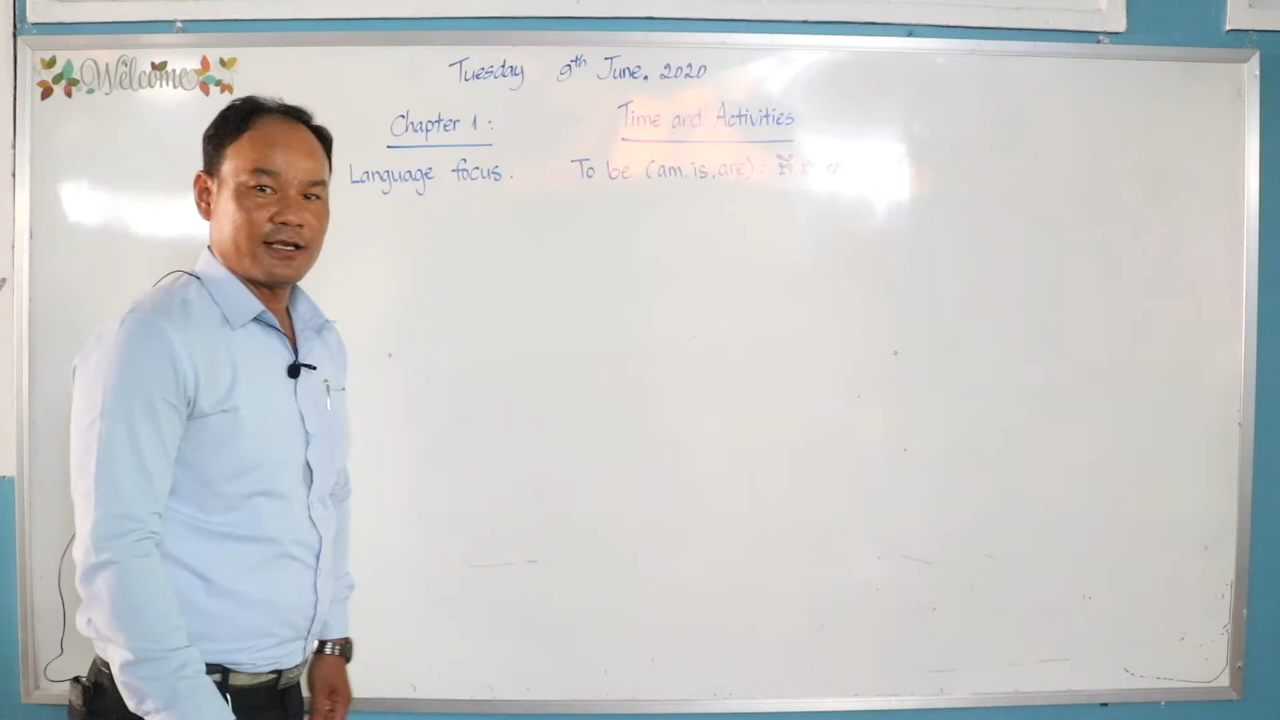 Welcome
Tuesday 9th June, 2020
Chapter 1 : Time and Activities
Language focus. To be (am, is, are) :